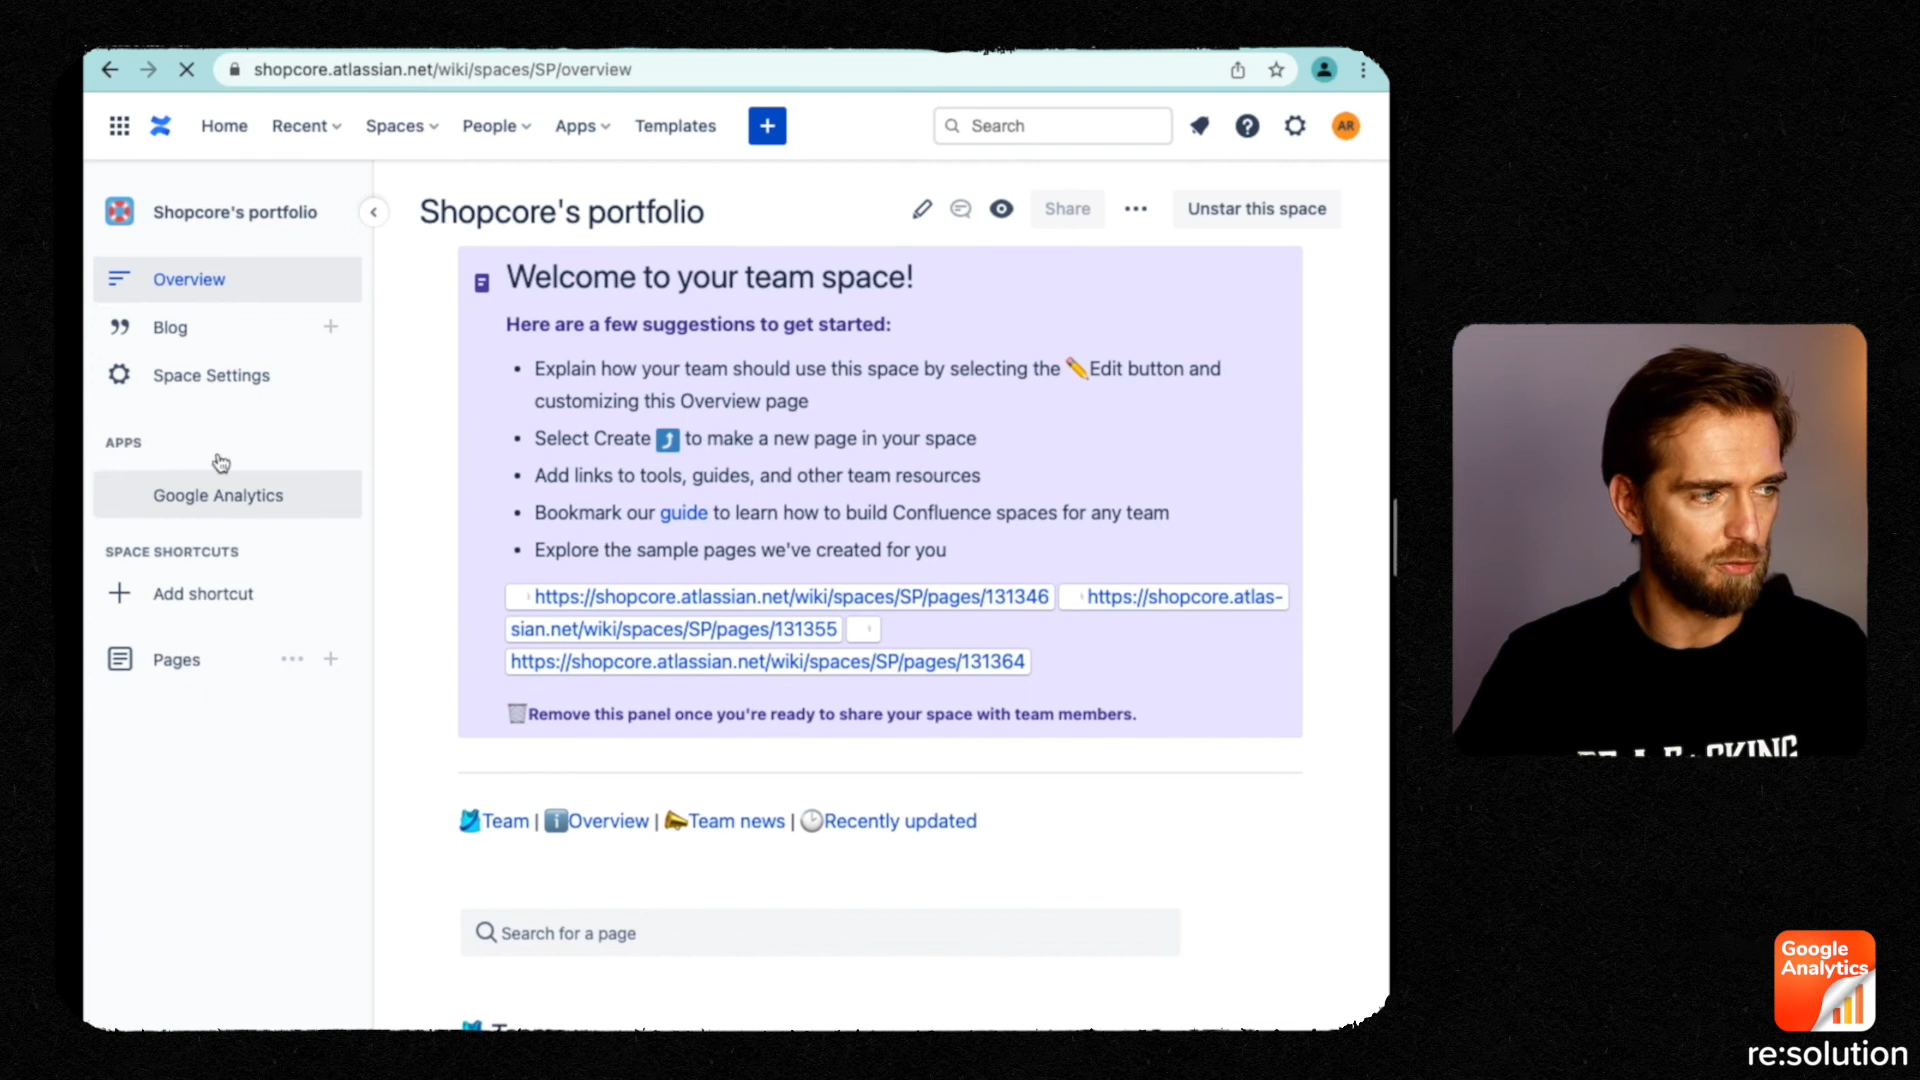 shopcore.atlassian.net/wiki/spaces/SP/overview
Home Recent Spaces People Apps Templates + Search AR
Shopcore's portfolio
Overview
Blog
Space Settings
APPS
Google Analytics
SPACE SHORTCUTS
Add shortcut
Pages
Shopcore's portfolio Share Unstar this space
Welcome to your team space!
Here are a few suggestions to get started:
• Explain how your team should use this space by selecting the Edit button and
customizing this Overview page
• Select Create to make a new page in your space
• Add links to tools, guides, and other team resources
• Bookmark our guide to learn how to build Confluence spaces for any team
• Explore the sample pages we've created for you
https://shopcore.atlassian.net/wiki/spaces/SP/pages/131346 https://shopcore.atlas-
sian.net/wiki/spaces/SP/pages/131355
https://shopcore.atlassian.net/wiki/spaces/SP/pages/131364
Remove this panel once you're ready to share your space with team members.
Team | Overview | Team news | Recently updated
Search for a page
Google
Analytics
re:solution